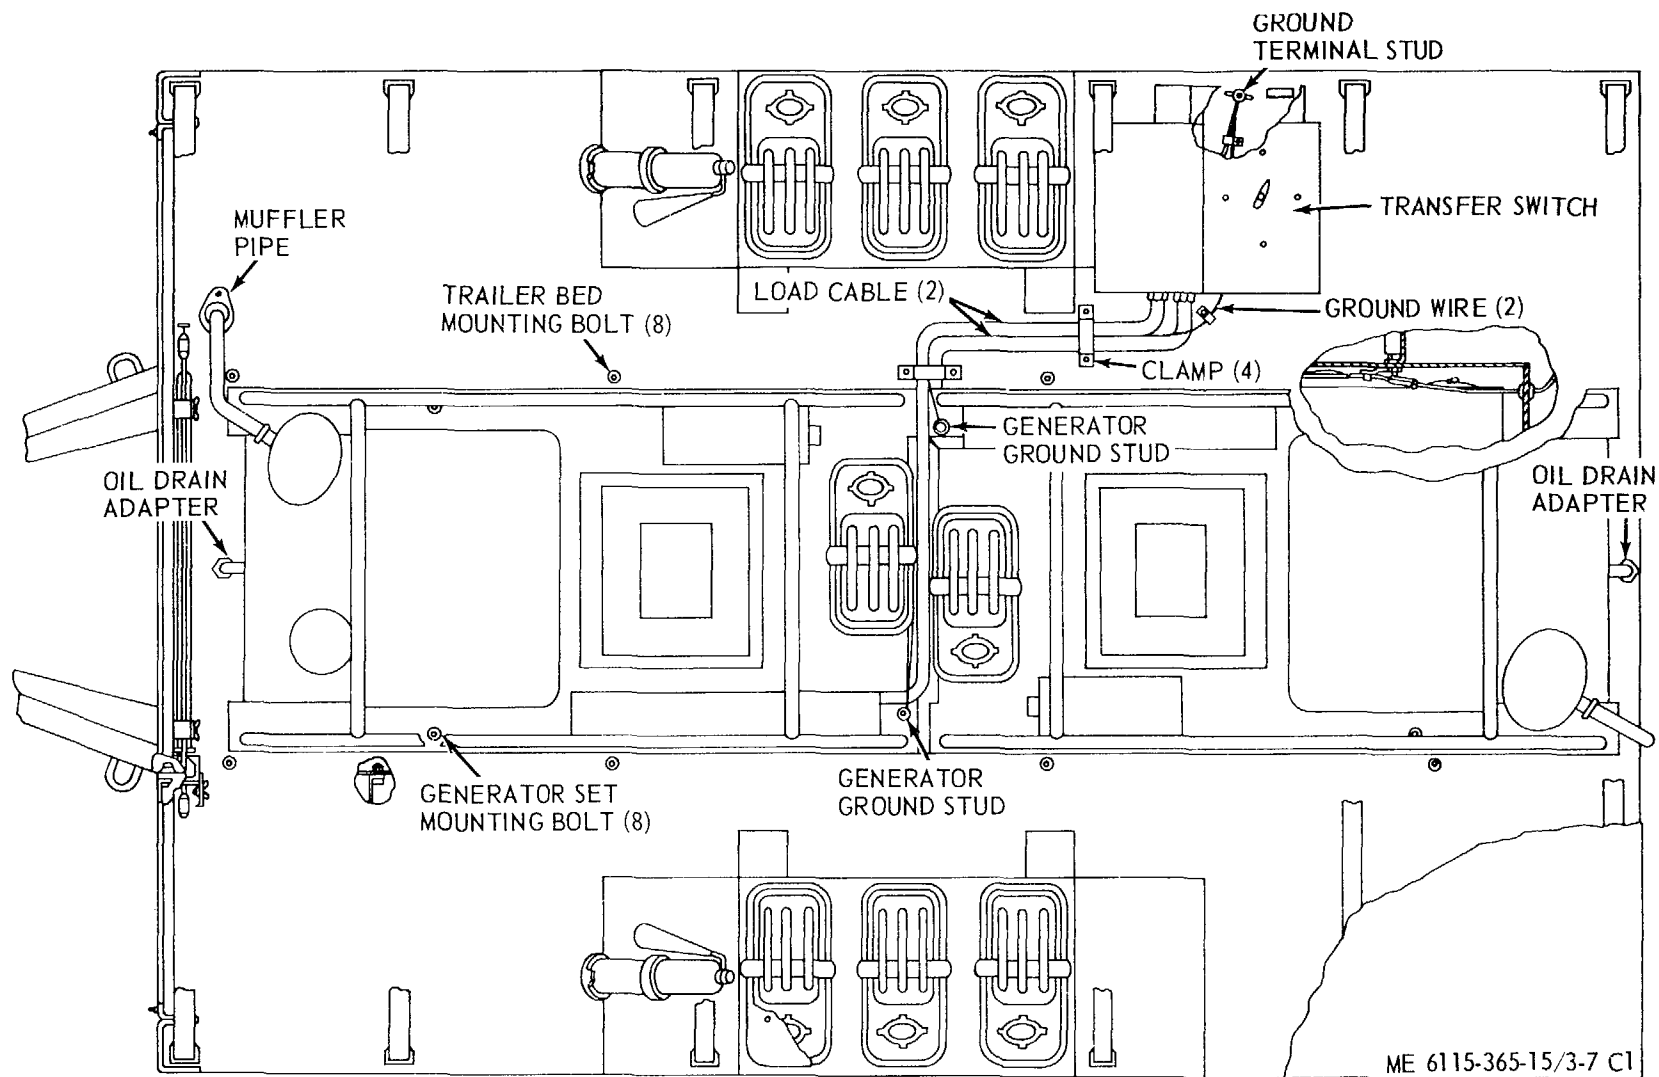 GROUND
TERMINAL STUD
MUFFLER
PIPE
TRANSFER SWITCH
TRAILER BED
MOUNTING BOLT (8)
LOAD CABLE (2)
GROUND WIRE (2)
CLAMP (4)
GENERATOR
GROUND STUD
OIL DRAIN
ADAPTER
OIL DRAIN
ADAPTER
GENERATOR SET
MOUNTING BOLT (8)
GENERATOR
GROUND STUD
ME 6115-365-15/3-7 C1